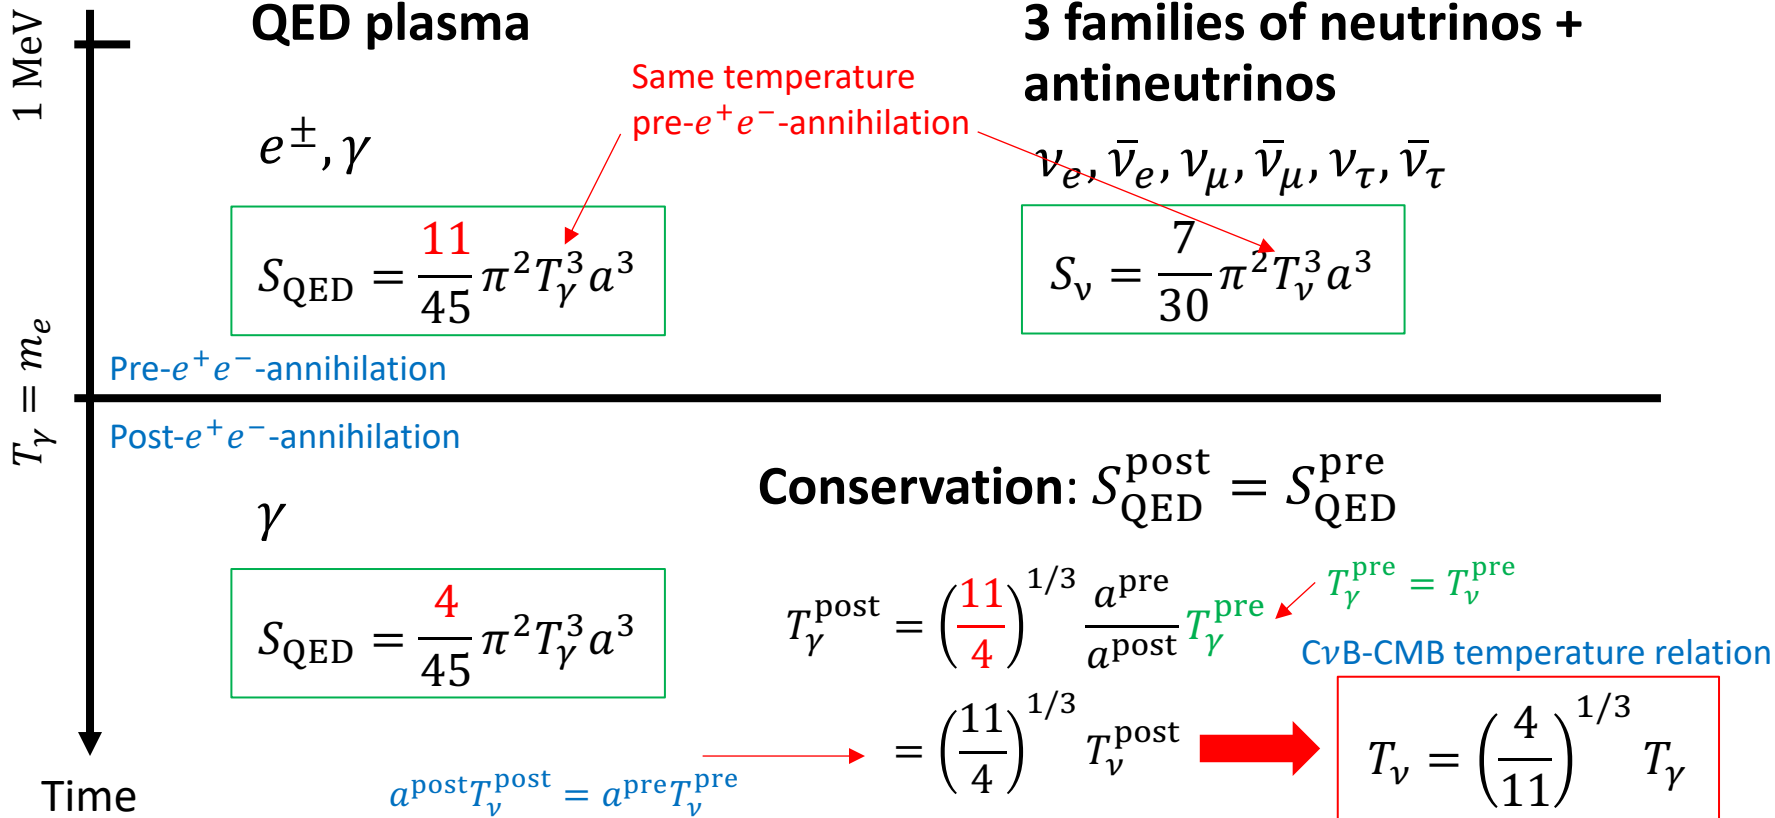 1 MeV
QED plasma
3 families of neutrinos +
antineutrinos
Same temperature
pre-e⁺e⁻-annihilation
e^±, γ
ν_e, ν̄_e, ν_μ, ν̄_μ, ν_τ, ν̄_τ
S_QED = 11/45 π² T_γ³ a³
S_ν = 7/30 π² T_ν³ a³
T_γ = m_e
Pre-e⁺e⁻-annihilation
Post-e⁺e⁻-annihilation
Conservation: S_QED^post = S_QED^pre
γ
S_QED = 4/45 π² T_γ³ a³
T_γ^post = (11/4)^1/3 a^pre/a^post T_γ^pre
T_γ^pre = T_ν^pre
CνB-CMB temperature relation
= (11/4)^1/3 T_ν^post
T_ν = (4/11)^1/3 T_γ
a^post T_ν^post = a^pre T_ν^pre
Time